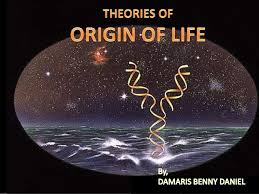 THEORIES OF
ORIGIN OF LIFE
By,
DAMARIS BENNY DANIEL